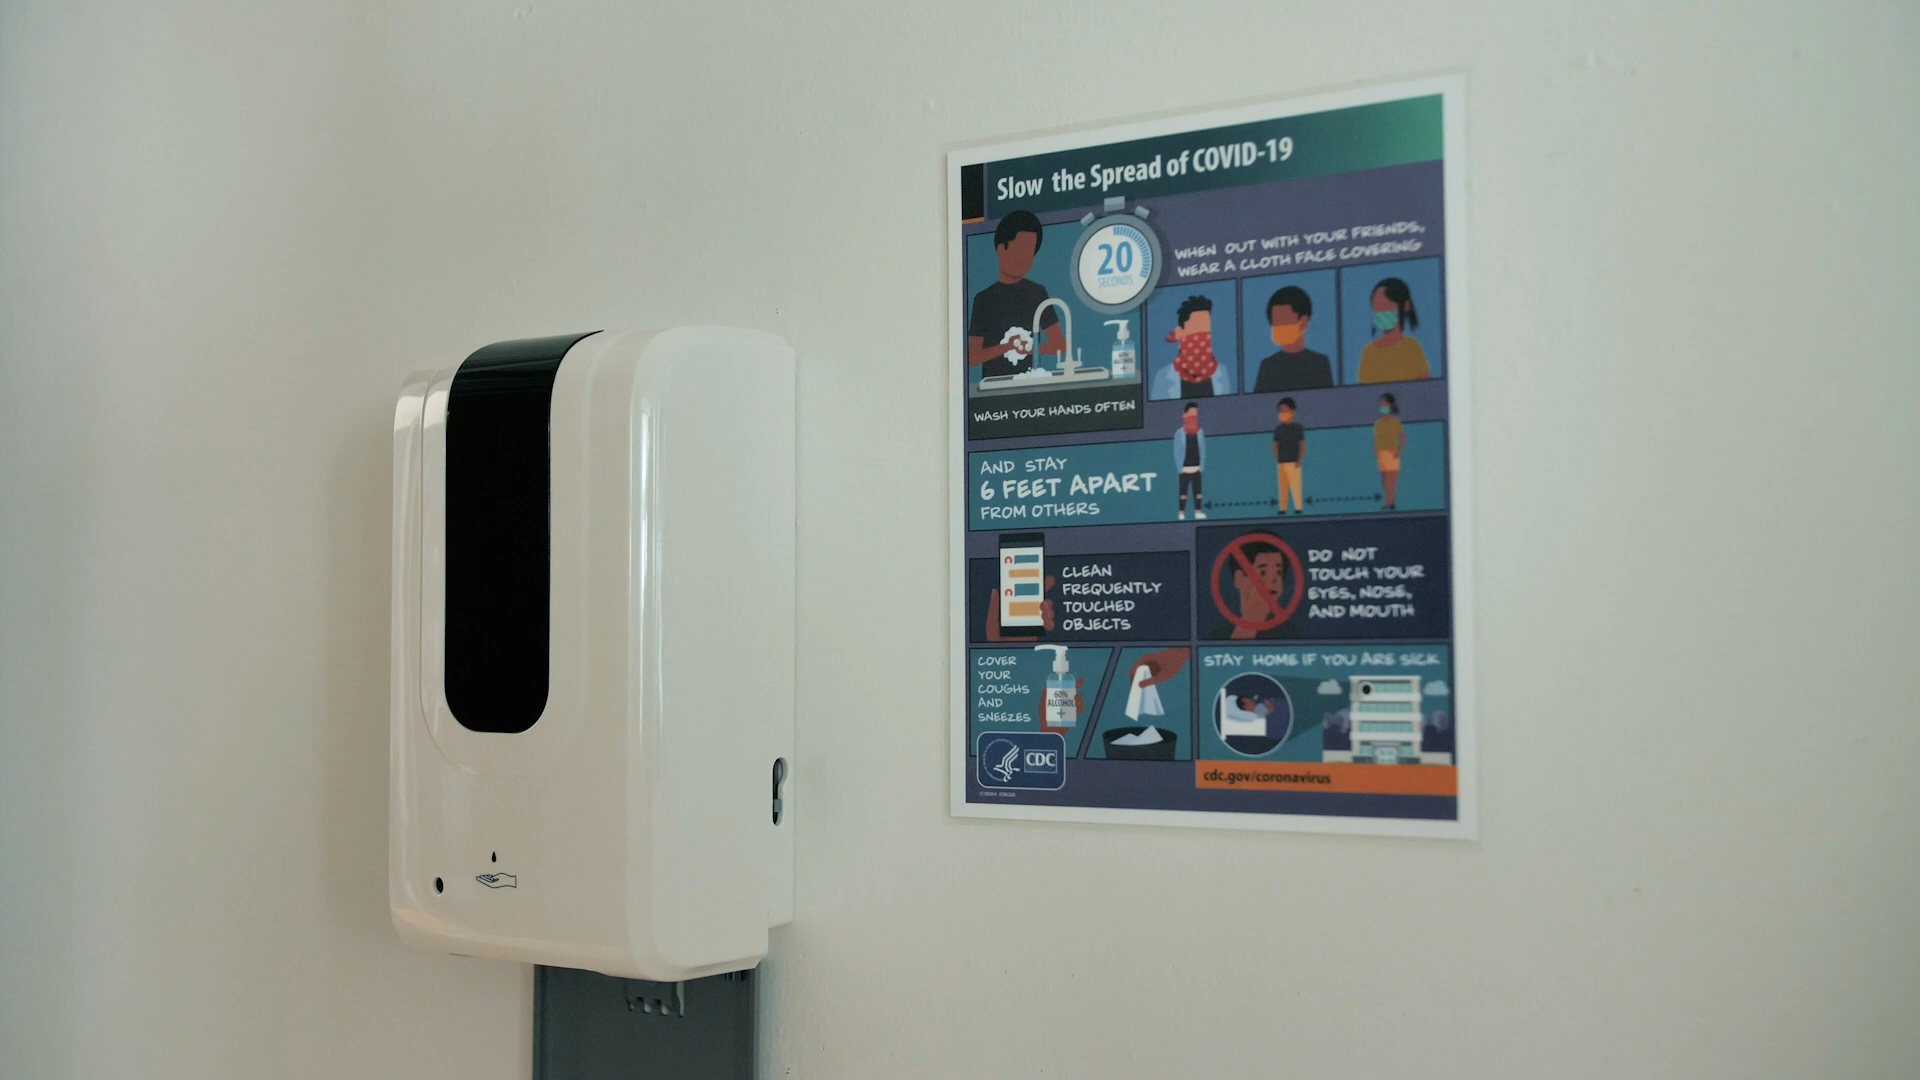 Slow the Spread of COVID-19
20
SECONDS
WHEN OUT WITH YOUR FRIENDS,
WEAR A CLOTH FACE COVERING
60%
ALCOHOL
WASH YOUR HANDS OFTEN
AND STAY
6 FEET APART
FROM OTHERS
CLEAN
FREQUENTLY
TOUCHED
OBJECTS
DO NOT
TOUCH YOUR
EYES, NOSE,
AND MOUTH
COVER
YOUR
COUGHS
AND
SNEEZES
60%
ALCOHOL
STAY HOME IF YOU ARE SICK
CDC
cdc.gov/coronavirus